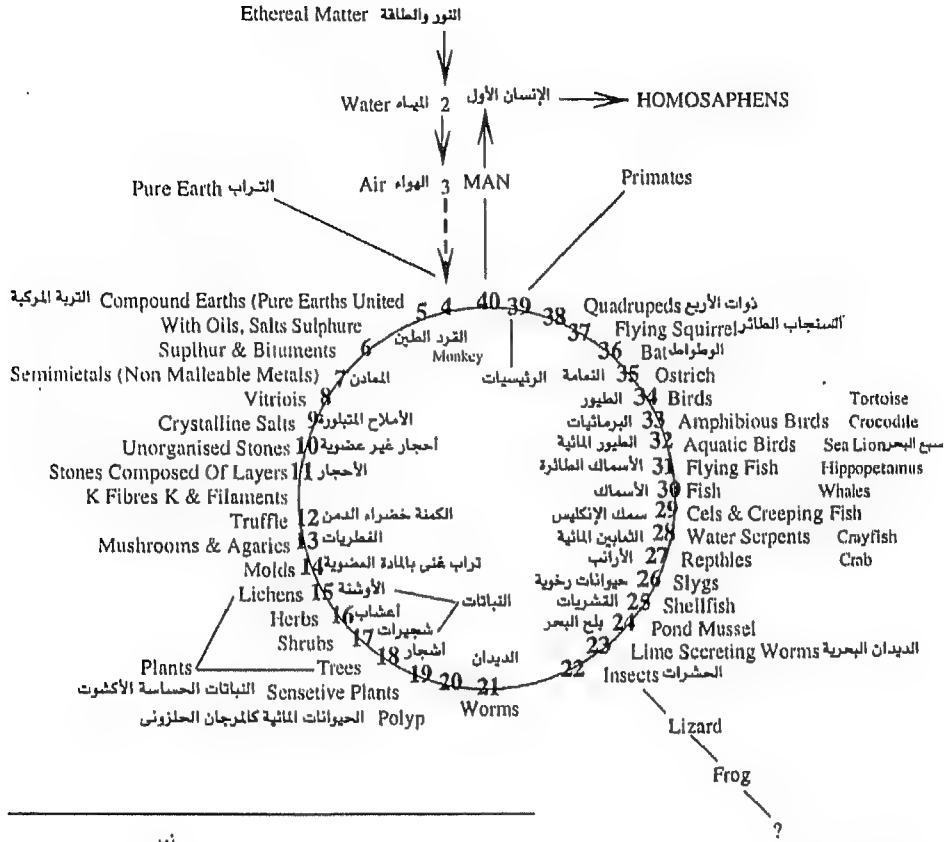 Ethereal Matter النور والطاقة
Water المياه 2 الإنسان الأول HOMOSAPHENS
Air الهواء 3 MAN
Primates
Pure Earth التراب
التربة المركبة Compound Earths (Pure Earths United 5 4 40 39 38 Quadrupeds ذوات الأربع
With Oils, Salts Sulphure القرد الطين 37 Flying Squirrel السنجاب الطائر
Suplhur & Bituments 6 Monkey 36 Bat الوطواط
Semimietals (Non Malleable Metals) 7 المعادن الرئيسيات النعامة 35 Ostrich
Vitriois 8 الطيور 34 Birds Tortoise
Crystalline Salts 9 الأملاح المتبلورة البرمائيات 33 Amphibious Birds Crocodile
Unorganised Stones 10 أحجار غير عضوية الطيور المائية 32 Aquatic Birds Sea Lion سبع البحر
Stones Composed Of Layers 11 الأحجار الأسماك الطائرة 31 Flying Fish Hippopetamus
K Fibres K & Filaments الأسماك 30 Fish Whales
Truffle 12 الكمنة خضراء الدمن سمك الإنكليس 29 Cels & Creeping Fish
Mushrooms & Agarics 13 الفطريات الثعابين المائية 28 Water Serpents Crayfish
Molds 14 تراب غنى بالمادة العضوية الأرانب 27 Repthles Crab
Lichens 15 الأوشنة النباتات حيوانات رخوية 26 Slygs
Herbs 16 أعشاب القشريات 25 Shellfish
Shrubs 17 شجيرات بلح البحر 24 Pond Mussel
Plants Trees 18 أشجار الديدان 23 Lime Secreting Worms الديدان البحرية
النباتات الحساسة الأكشوت Sensetive Plants 19 20 21 22 Insects الحشرات
الحيوانات المائية كالمرجان الحلزونى Polyp Worms
Lizard
Frog
?